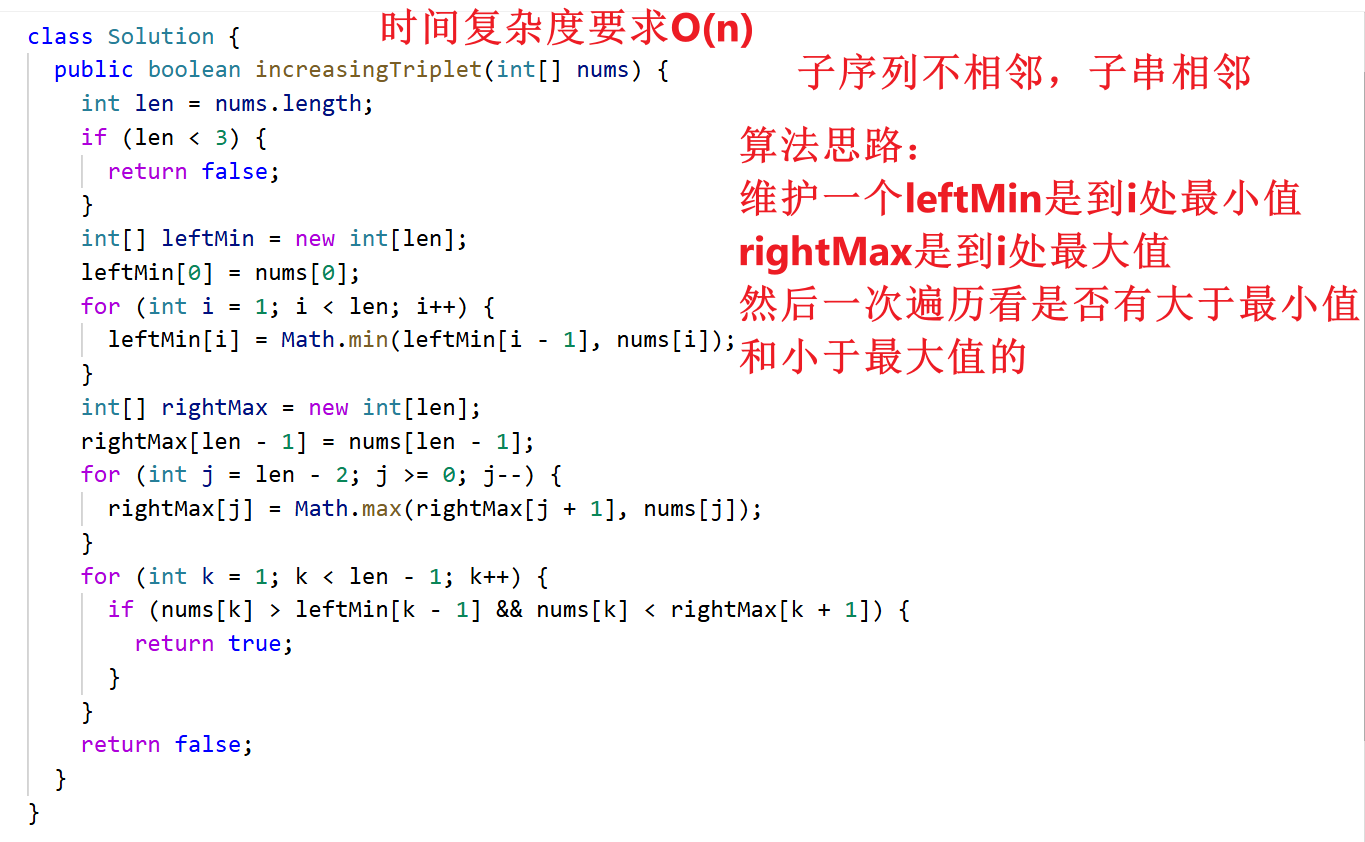 时间复杂度要求O(n)
class Solution {
public boolean increasingTriplet(int[] nums) {
子序列不相邻，子串相邻
int len = nums.length;
if (len < 3) {
return false;
}
算法思路：
维护一个leftMin是到i处最小值
rightMax是到i处最大值
然后一次遍历看是否有大于最小值
和小于最大值的
int[] leftMin = new int[len];
leftMin[0] = nums[0];
for (int i = 1; i < len; i++) {
leftMin[i] = Math.min(leftMin[i - 1], nums[i]);
}
int[] rightMax = new int[len];
rightMax[len - 1] = nums[len - 1];
for (int j = len - 2; j >= 0; j--) {
rightMax[j] = Math.max(rightMax[j + 1], nums[j]);
}
for (int k = 1; k < len - 1; k++) {
if (nums[k] > leftMin[k - 1] && nums[k] < rightMax[k + 1]) {
return true;
}
}
return false;
}
}